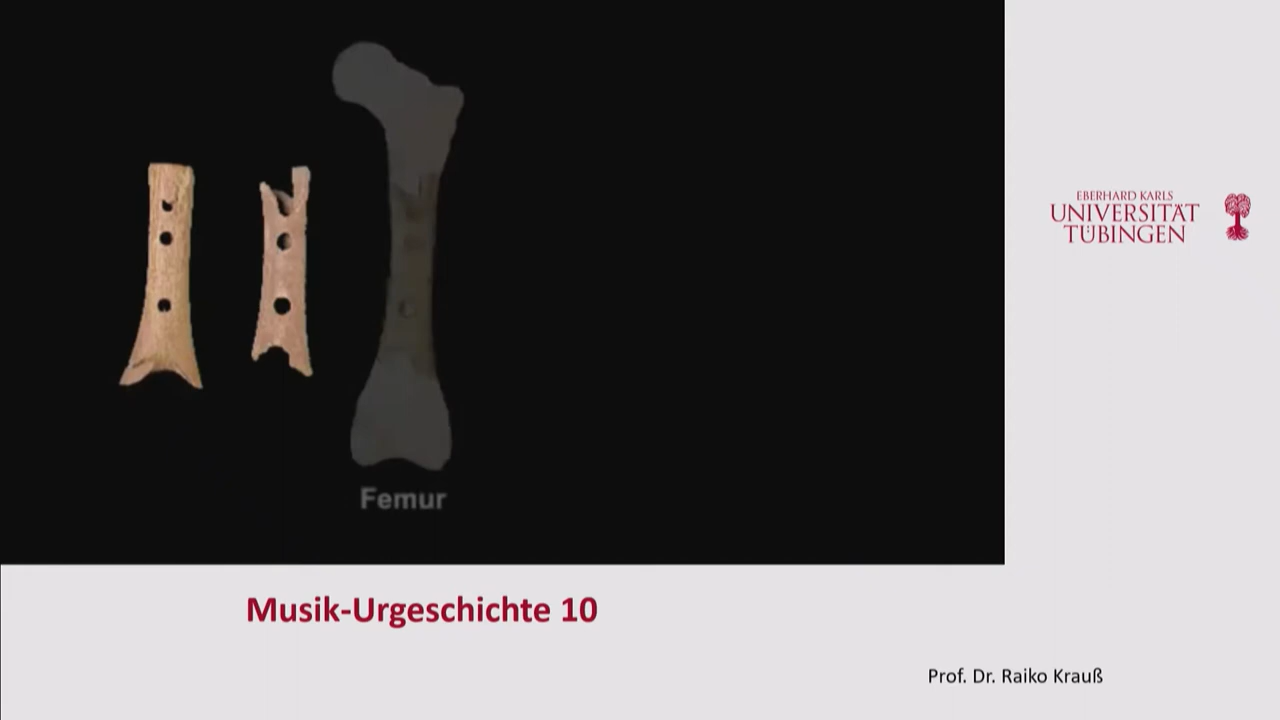 Femur
EBERHARD KARLS
UNIVERSITÄT
TÜBINGEN
Musik-Urgeschichte 10
Prof. Dr. Raiko Krauß